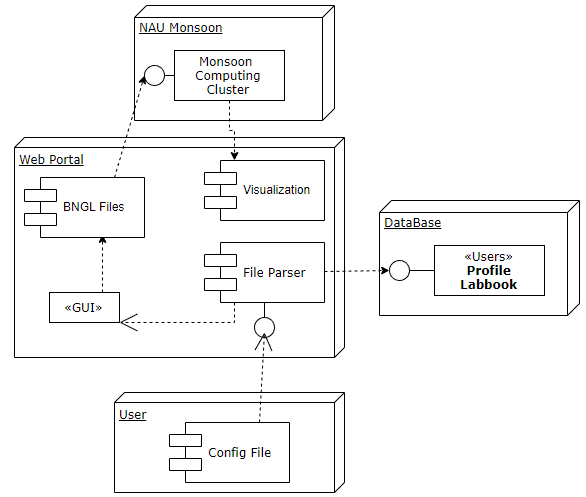 NAU Monsoon
Monsoon
Computing
Cluster
Web Portal
Visualization
BNGL Files
DataBase
«Users»
Profile
Labbook
File Parser
«GUI»
User
Config File